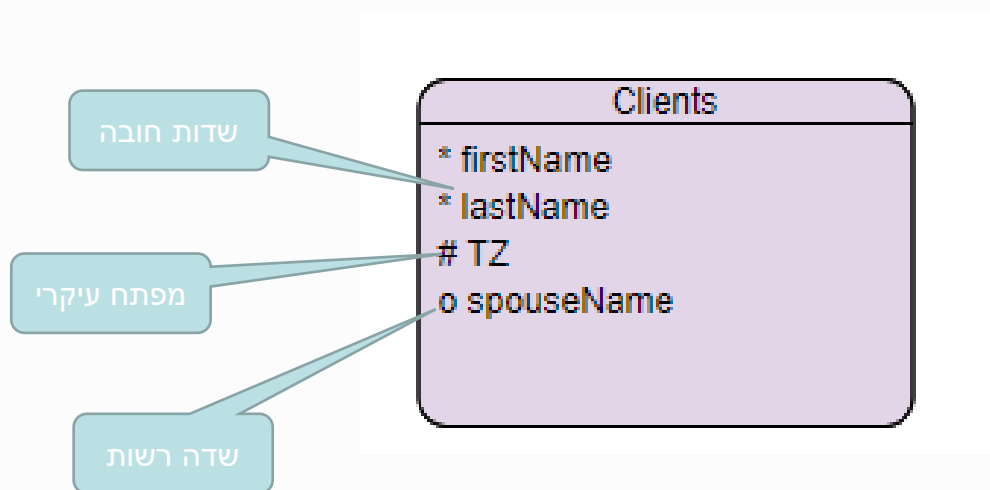 Clients
שדות חובה
* firstName
* lastName
# TZ
מפתח עיקרי
o spouseName
שדה רשות